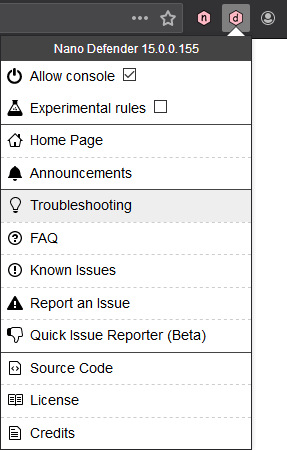 n
d
Nano Defender 15.0.0.155
Allow console
Experimental rules
Home Page
Announcements
Troubleshooting
FAQ
Known Issues
Report an Issue
Quick Issue Reporter (Beta)
Source Code
License
Credits